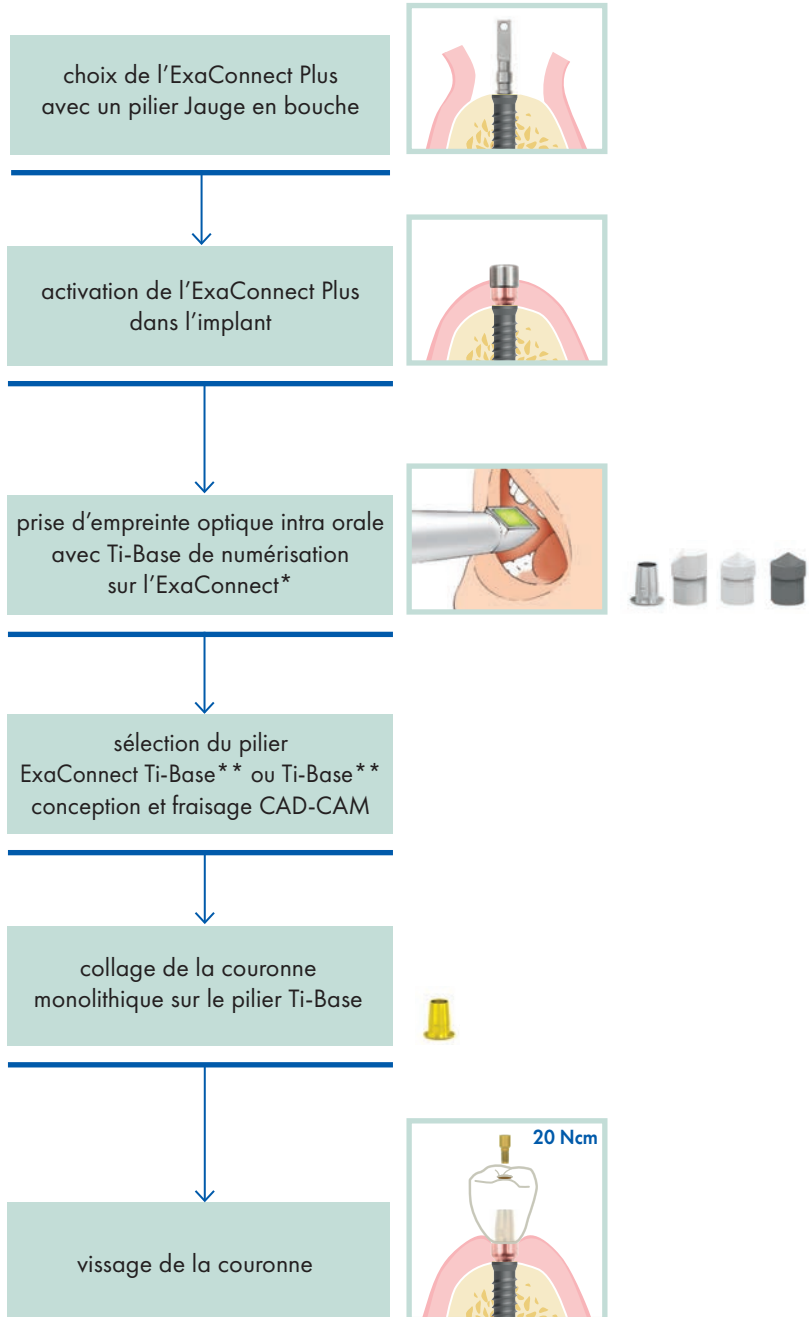 choix de l’ExaConnect Plus
avec un pilier Jauge en bouche
activation de l’ExaConnect Plus
dans l’implant
prise d’empreinte optique intra orale
avec Ti-Base de numérisation
sur l’ExaConnect*
sélection du pilier
ExaConnect Ti-Base** ou Ti-Base**
conception et fraisage CAD-CAM
collage de la couronne
monolithique sur le pilier Ti-Base
20 Ncm
vissage de la couronne